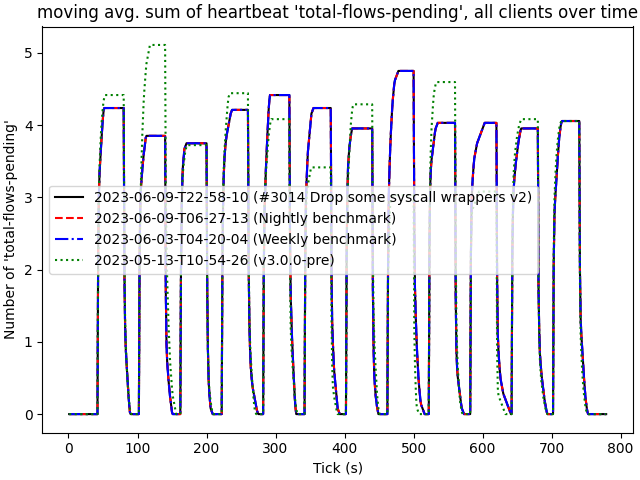 moving avg. sum of heartbeat 'total-flows-pending', all clients over time
Number of 'total-flows-pending'
5
4
3
2
1
0
2023-06-09-T22-58-10 (#3014 Drop some syscall wrappers v2)
2023-06-09-T06-27-13 (Nightly benchmark)
2023-06-03-T04-20-04 (Weekly benchmark)
2023-05-13-T10-54-26 (v3.0.0-pre)
0 100 200 300 400 500 600 700 800
Tick (s)